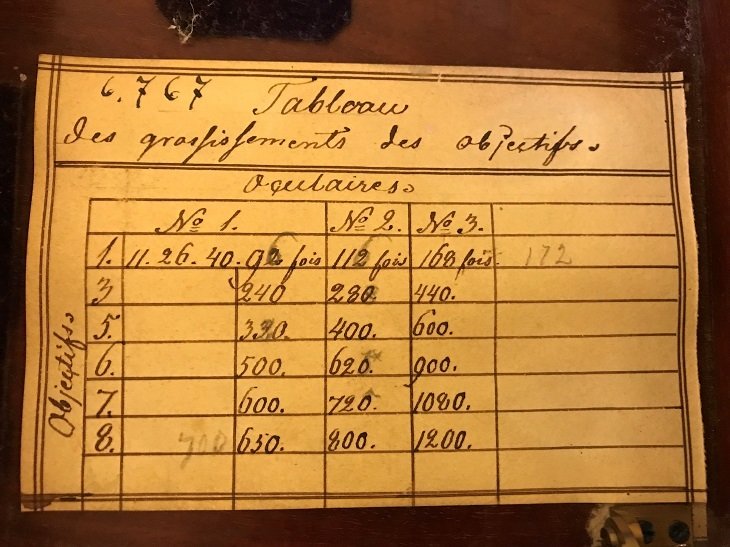 6.767 Tableau
des grossissements des objectifs
Oculaires
No 1. No 2. No 3.
1. 11. 26. 40. 92 fois 112 fois 168 fois. 172
3 240 280 440.
5. 330. 400. 600.
6. 500. 620. 900.
7. 600. 720. 1080.
8. 700 650. 800. 1200.
Objectifs